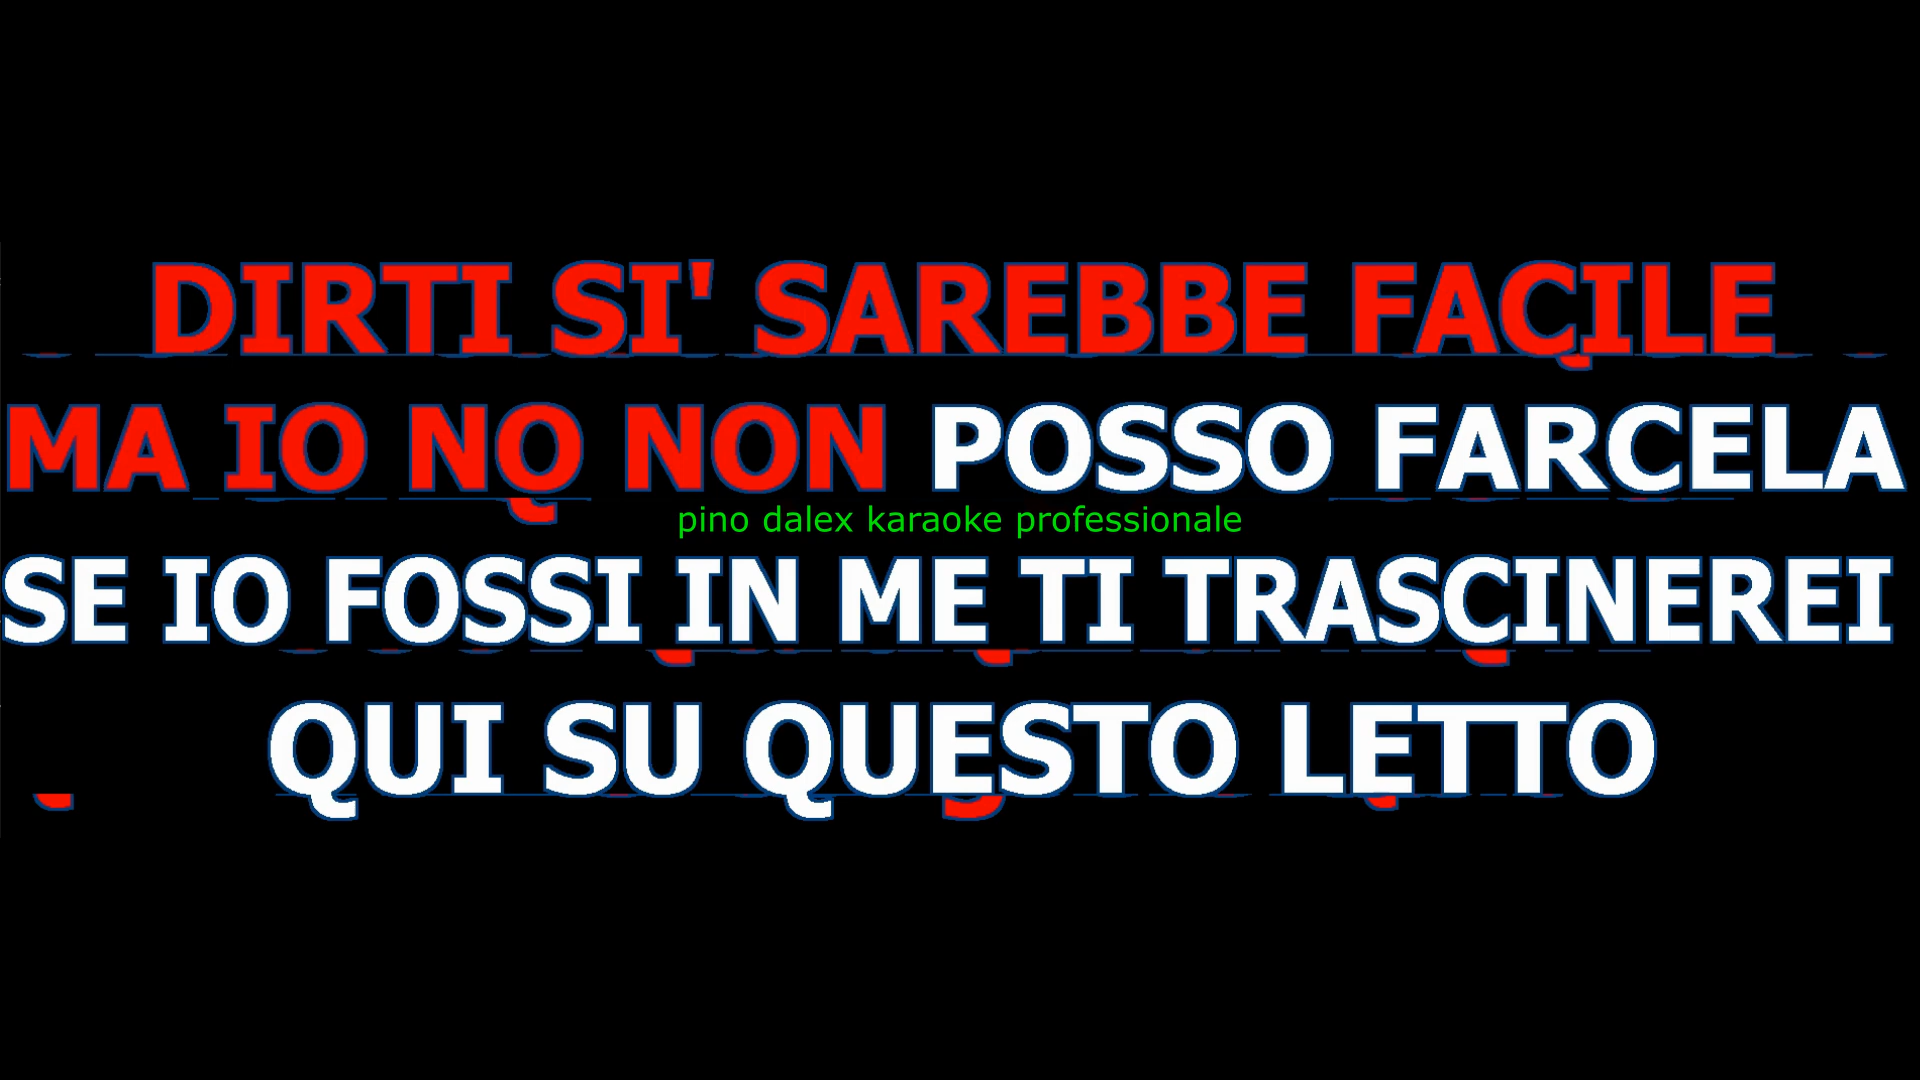 DIRTI SI' SAREBBE FACILE
MA IO NO NON POSSO FARCELA
pino dalex karaoke professionale
SE IO FOSSI IN ME TI TRASCINEREI
QUI SU QUESTO LETTO